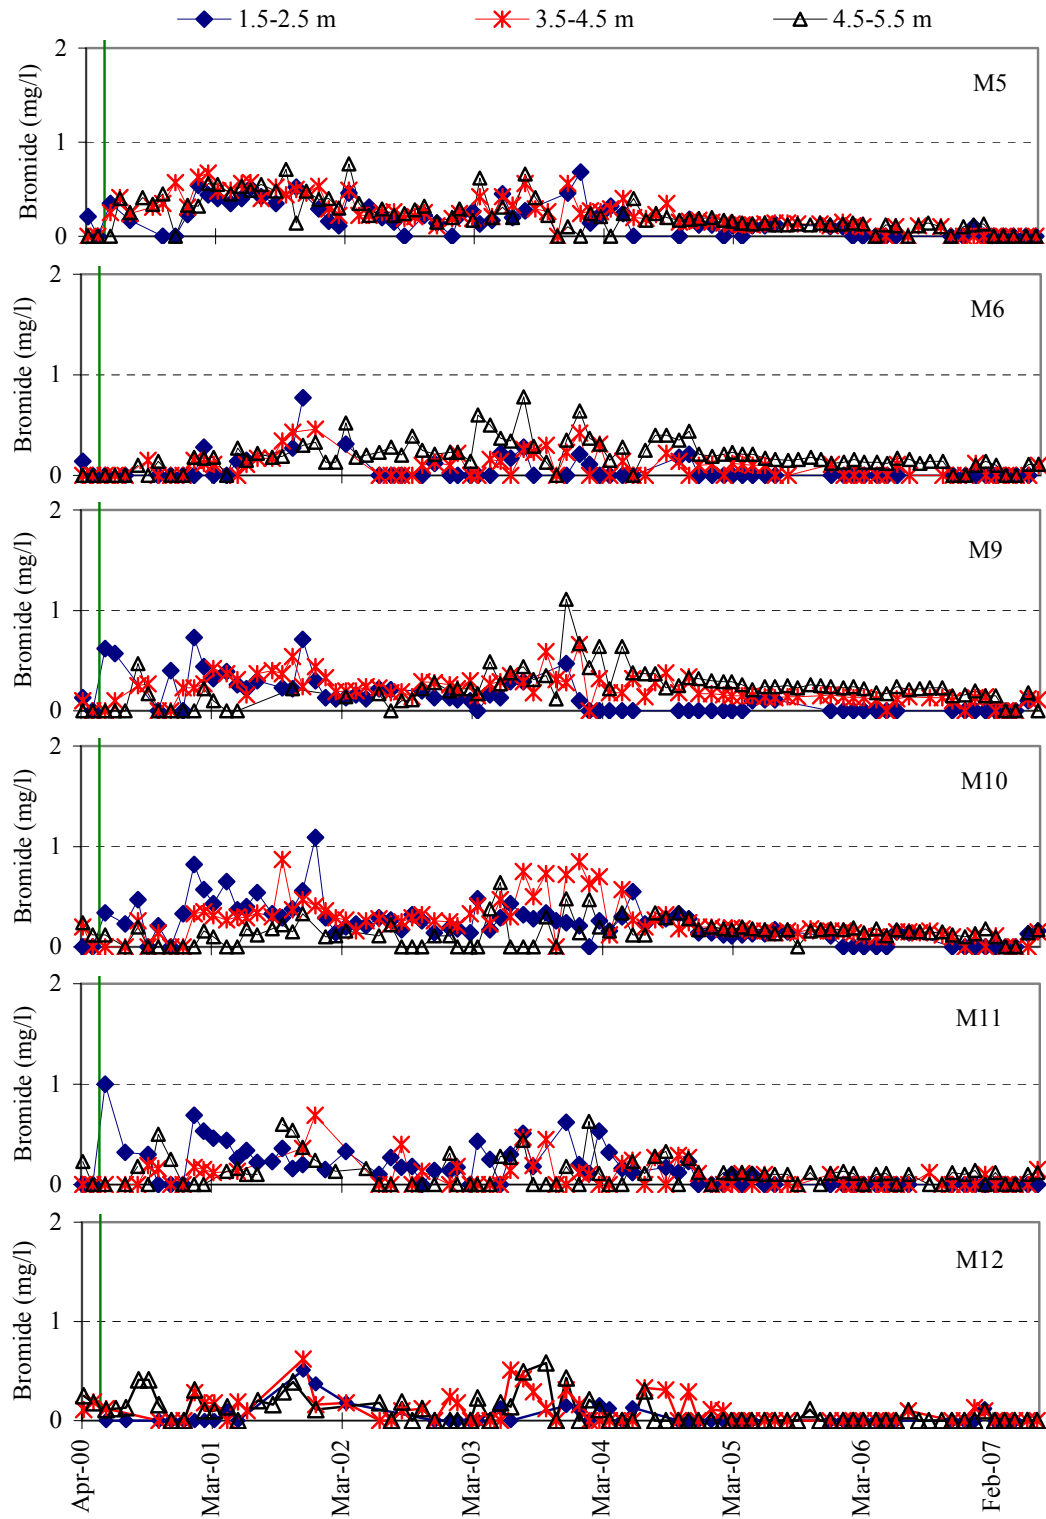 1.5-2.5 m 3.5-4.5 m 4.5-5.5 m
2
M5
Bromide (mg/l)
1
0
2
M6
Bromide (mg/l)
1
0
2
M9
Bromide (mg/l)
1
0
2
M10
Bromide (mg/l)
1
0
2
M11
Bromide (mg/l)
1
0
2
M12
Bromide (mg/l)
1
0
Apr-00 Mar-01 Mar-02 Mar-03 Mar-04 Mar-05 Mar-06 Feb-07